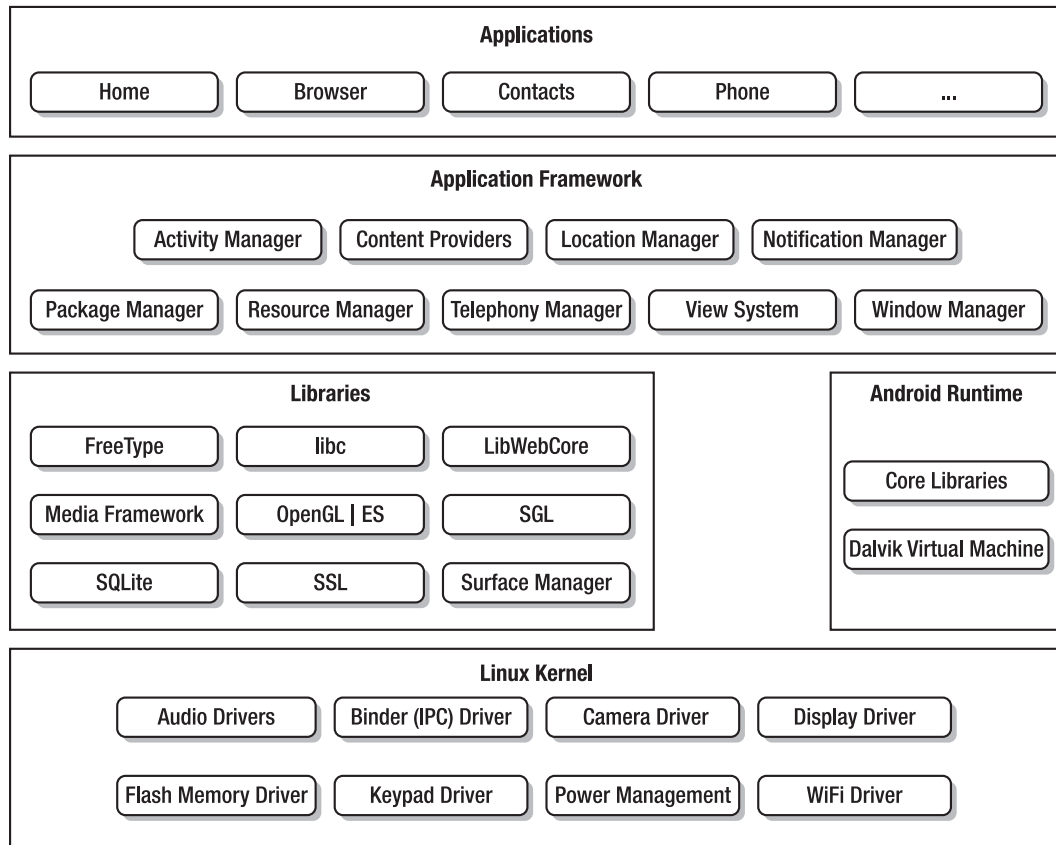 Applications
Home Browser Contacts Phone ...
Application Framework
Activity Manager Content Providers Location Manager Notification Manager
Package Manager Resource Manager Telephony Manager View System Window Manager
Libraries
FreeType libc LibWebCore
Media Framework OpenGL | ES SGL
SQLite SSL Surface Manager
Android Runtime
Core Libraries
Dalvik Virtual Machine
Linux Kernel
Audio Drivers Binder (IPC) Driver Camera Driver Display Driver
Flash Memory Driver Keypad Driver Power Management WiFi Driver